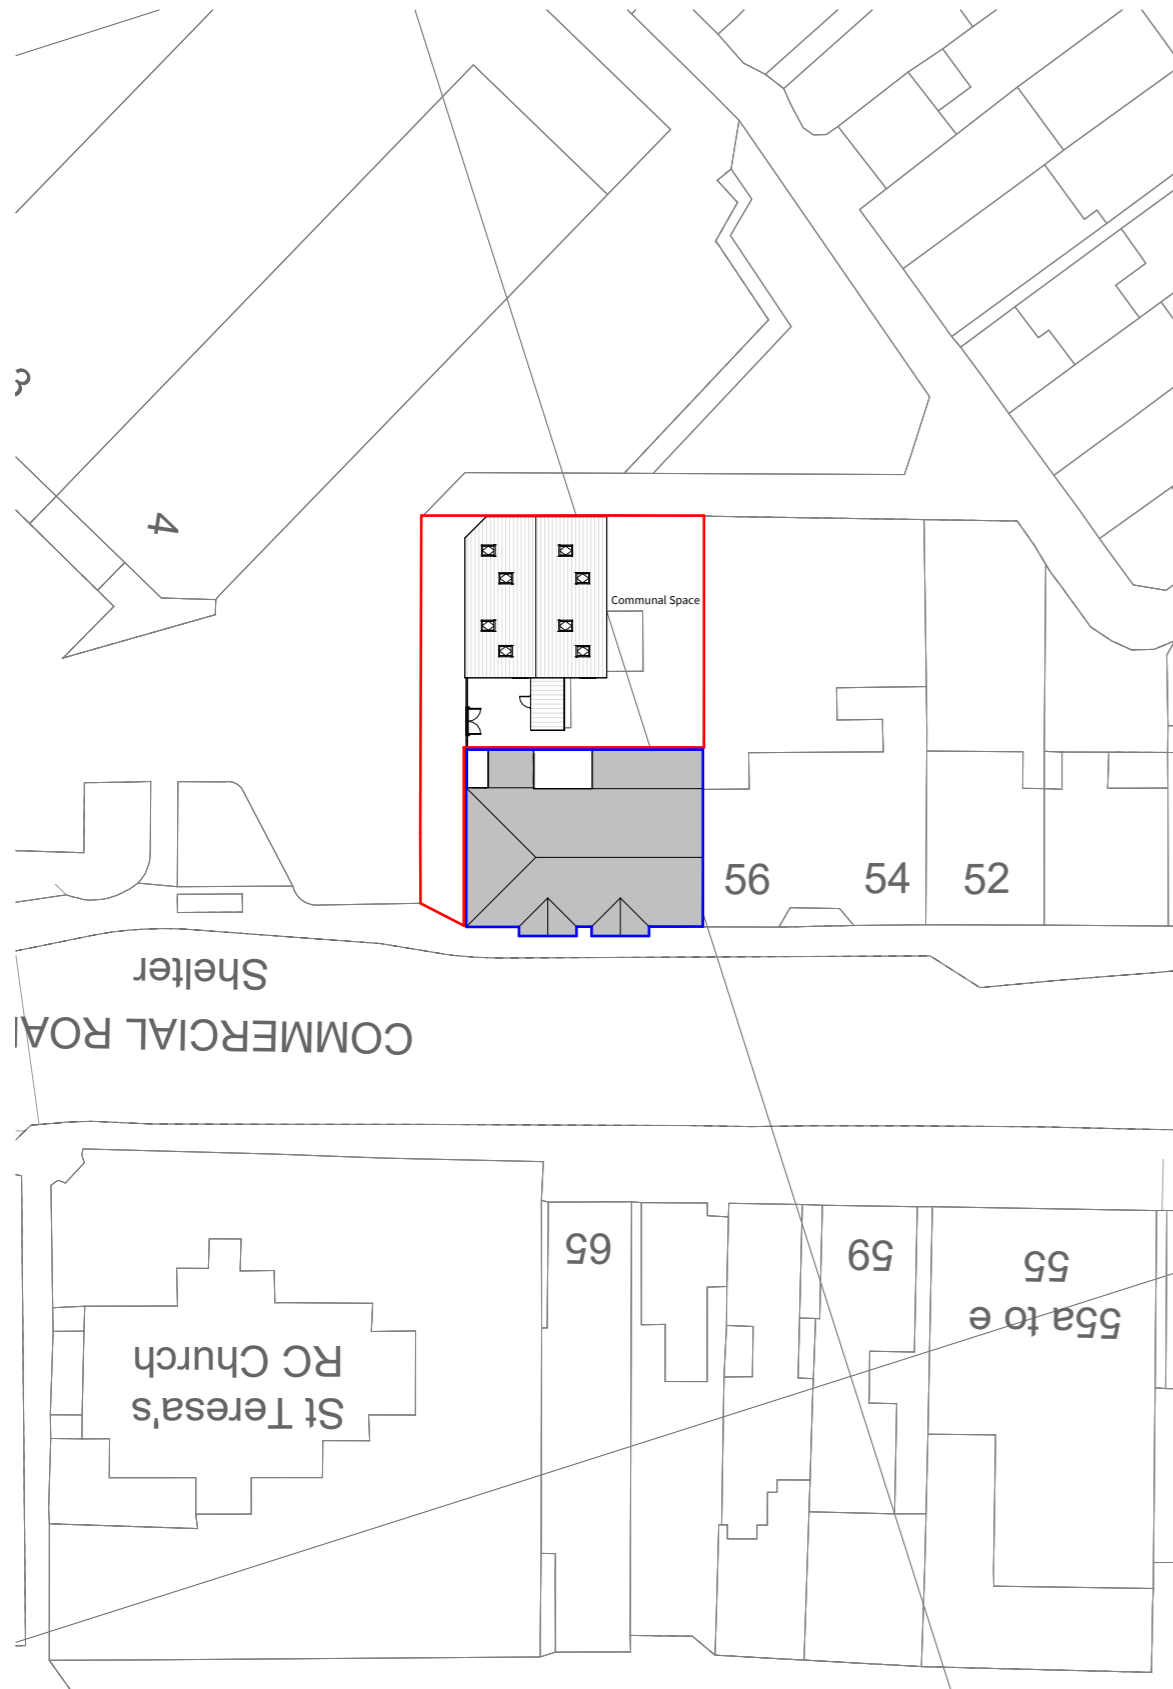 3
4
Communal Space
56
54
52
Shelter
COMMERCIAL ROA
65
59
55
55a to e
RC Church
St Teresa's